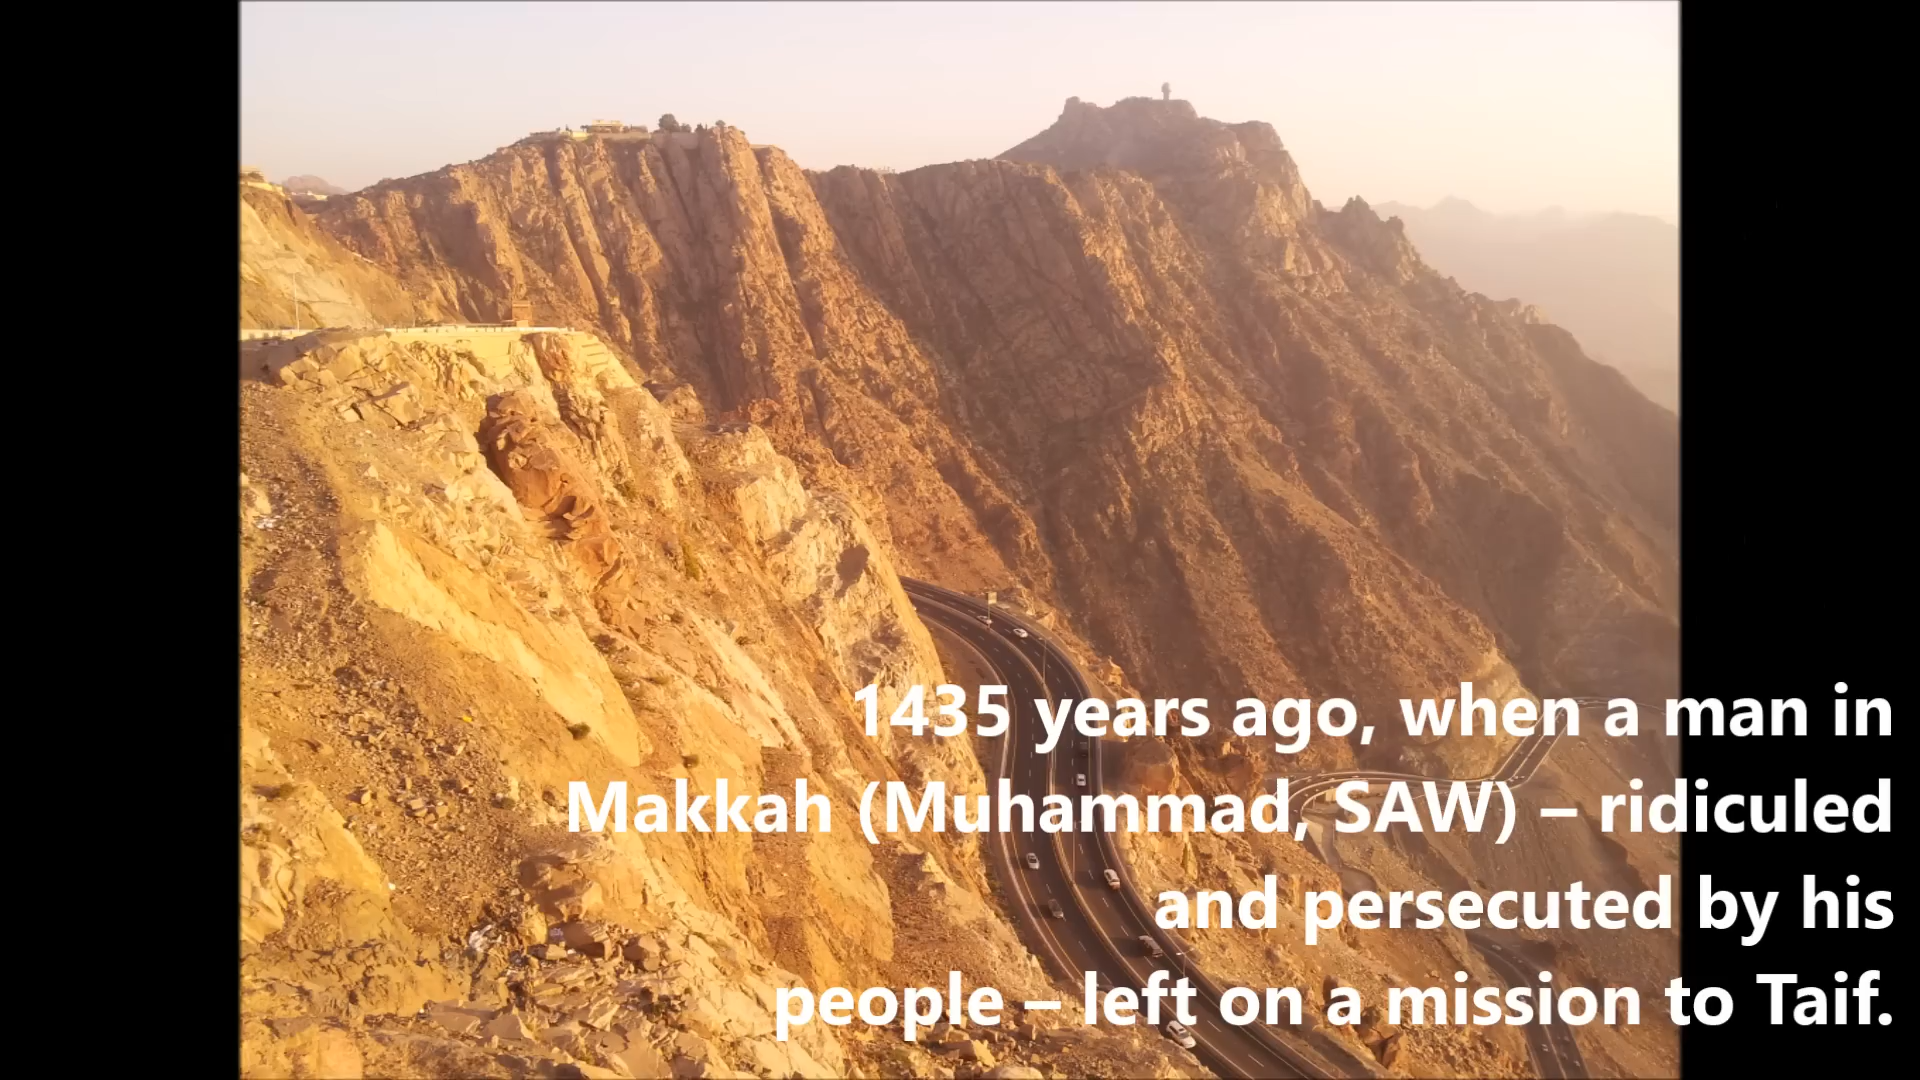 1435 years ago, when a man in
Makkah (Muhammad, SAW) – ridiculed
and persecuted by his
people – left on a mission to Taif.